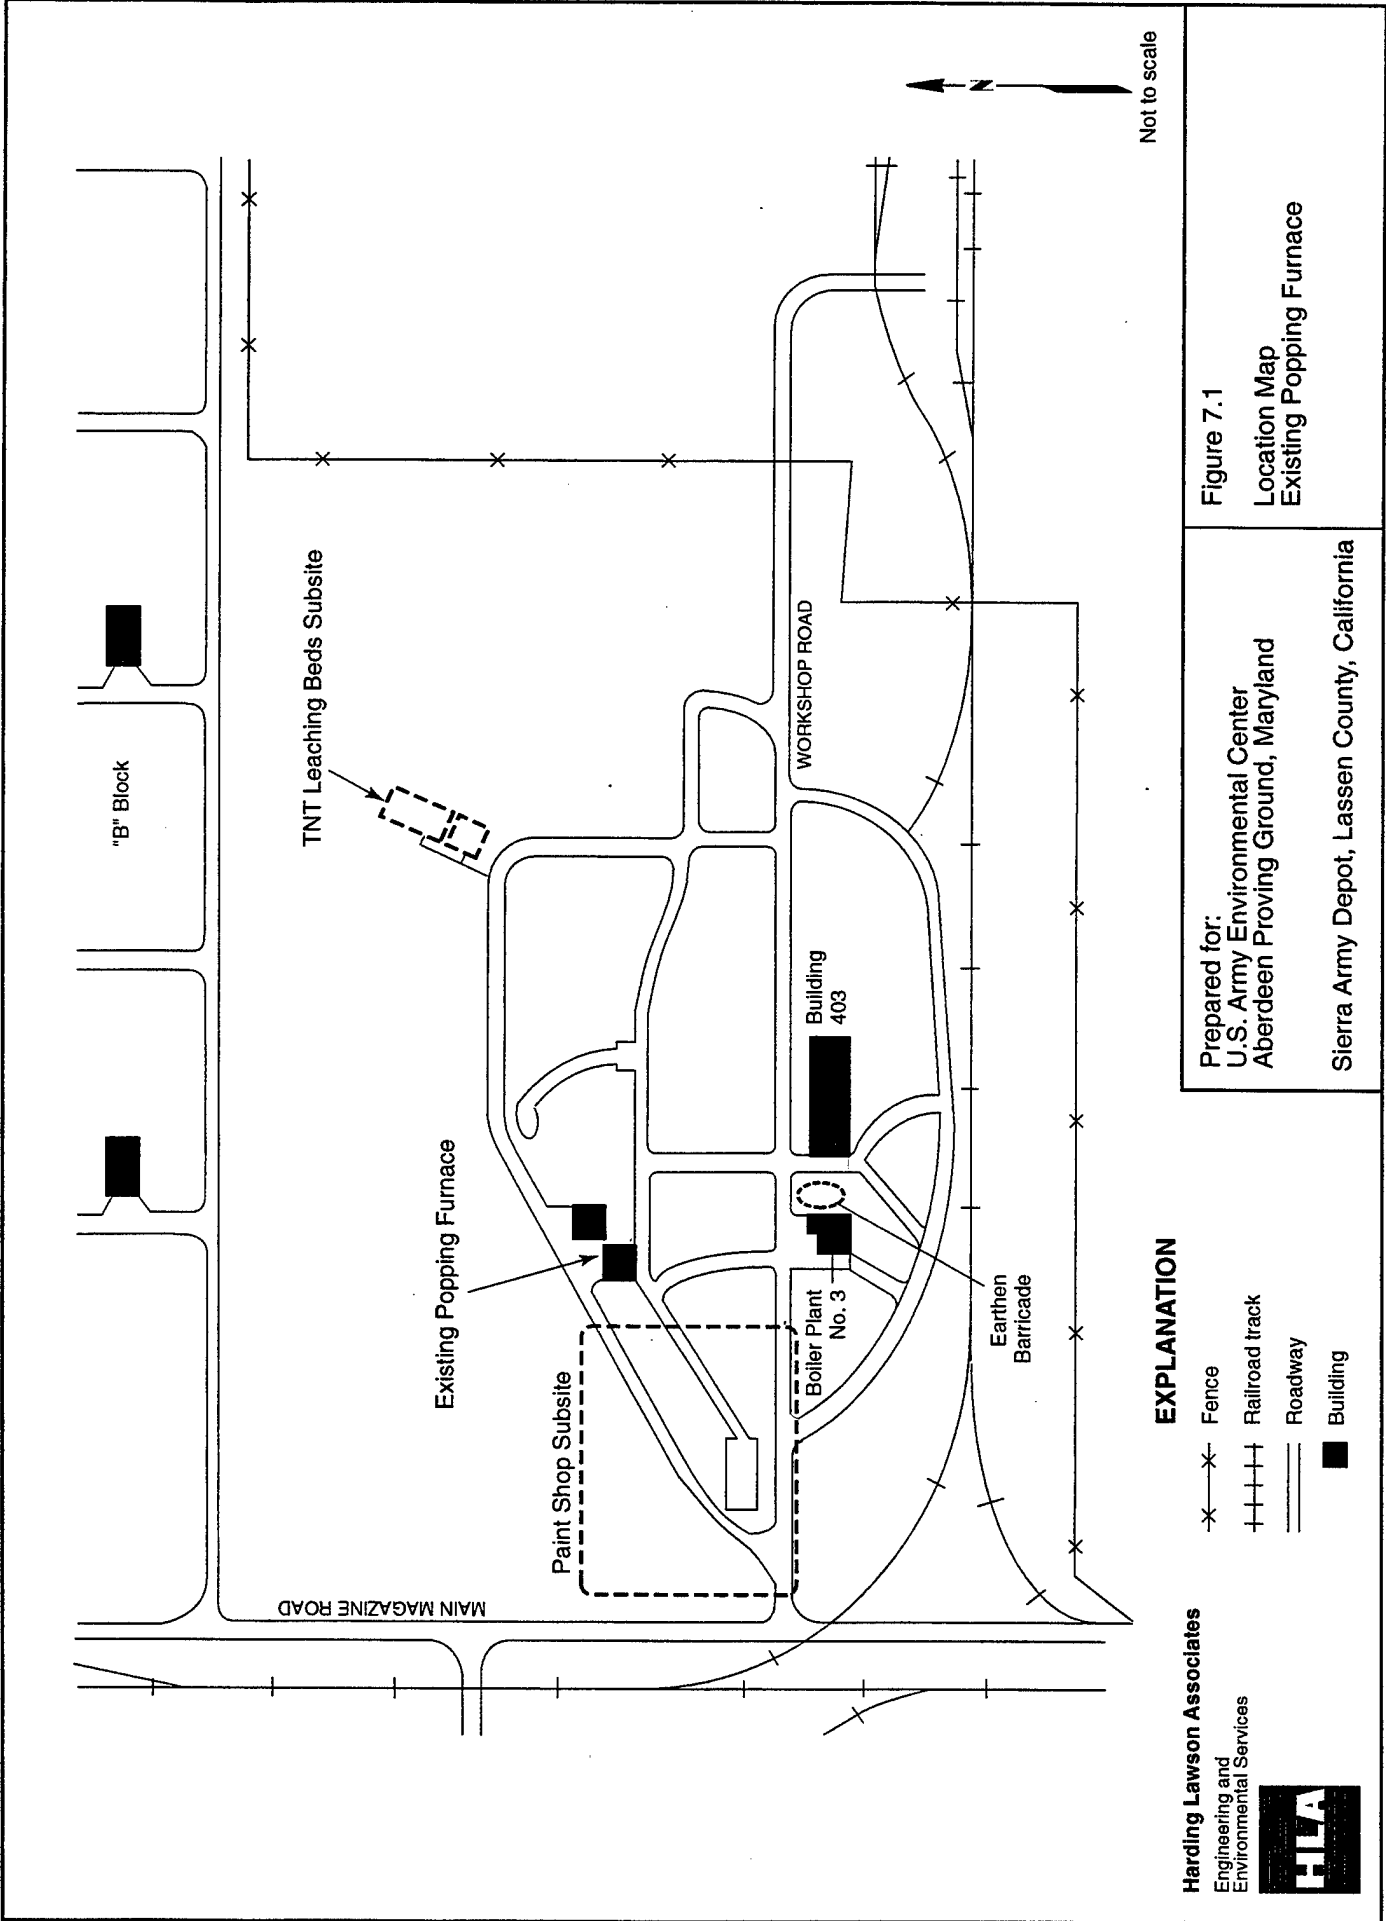 "B" Block
TNT Leaching Beds Subsite
MAIN MAGAZINE ROAD
Existing Popping Furnace
Paint Shop Subsite
WORKSHOP ROAD
Building
403
Boiler Plant
No. 3
Earthen
Barricade
N
Not to scale
EXPLANATION
Fence
Railroad track
Roadway
Building
Harding Lawson Associates
Engineering and
Environmental Services
HLA
Prepared for:
U.S. Army Environmental Center
Aberdeen Proving Ground, Maryland
Sierra Army Depot, Lassen County, California
Figure 7.1
Location Map
Existing Popping Furnace